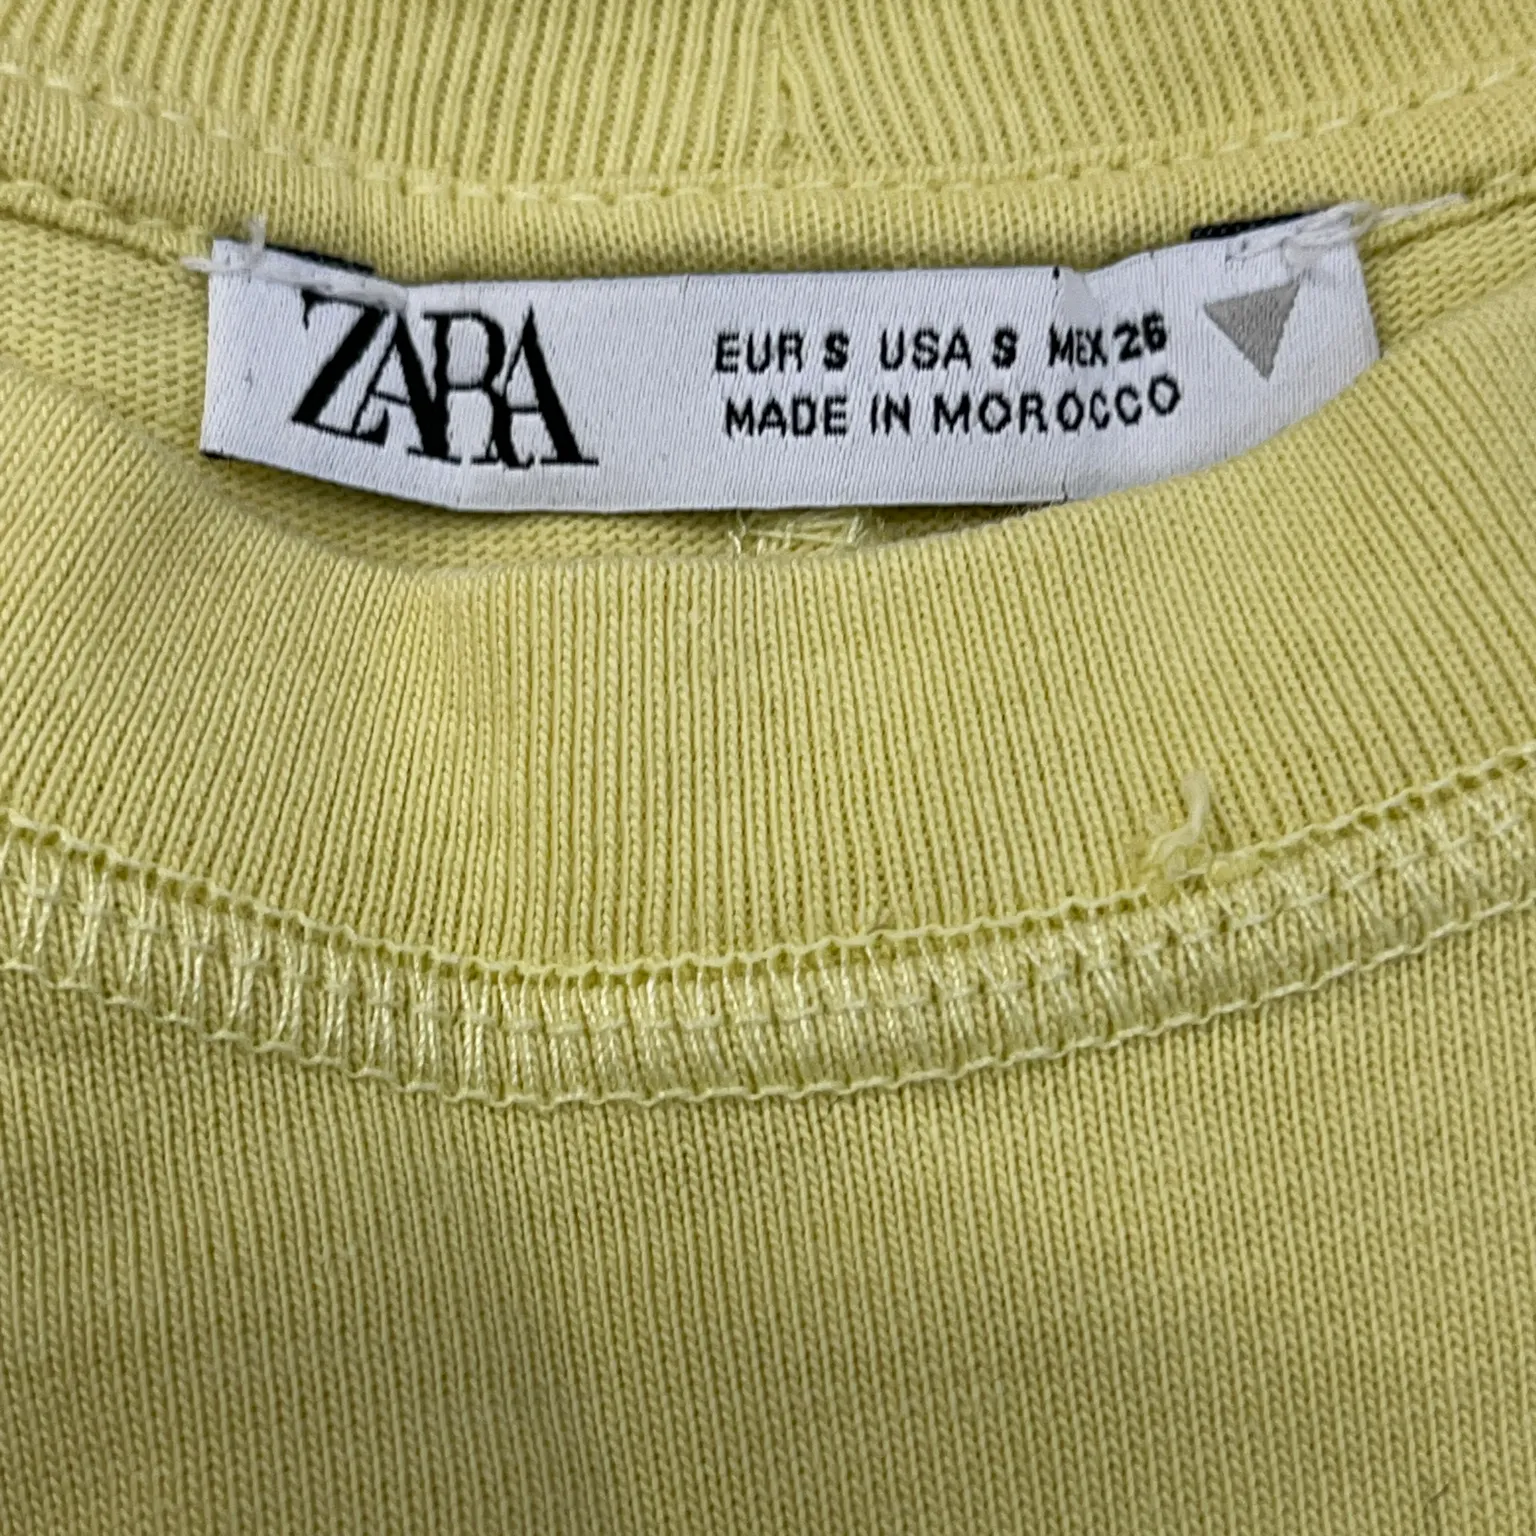 ZARA
EUR S USA S MEX 26
MADE IN MOROCCO